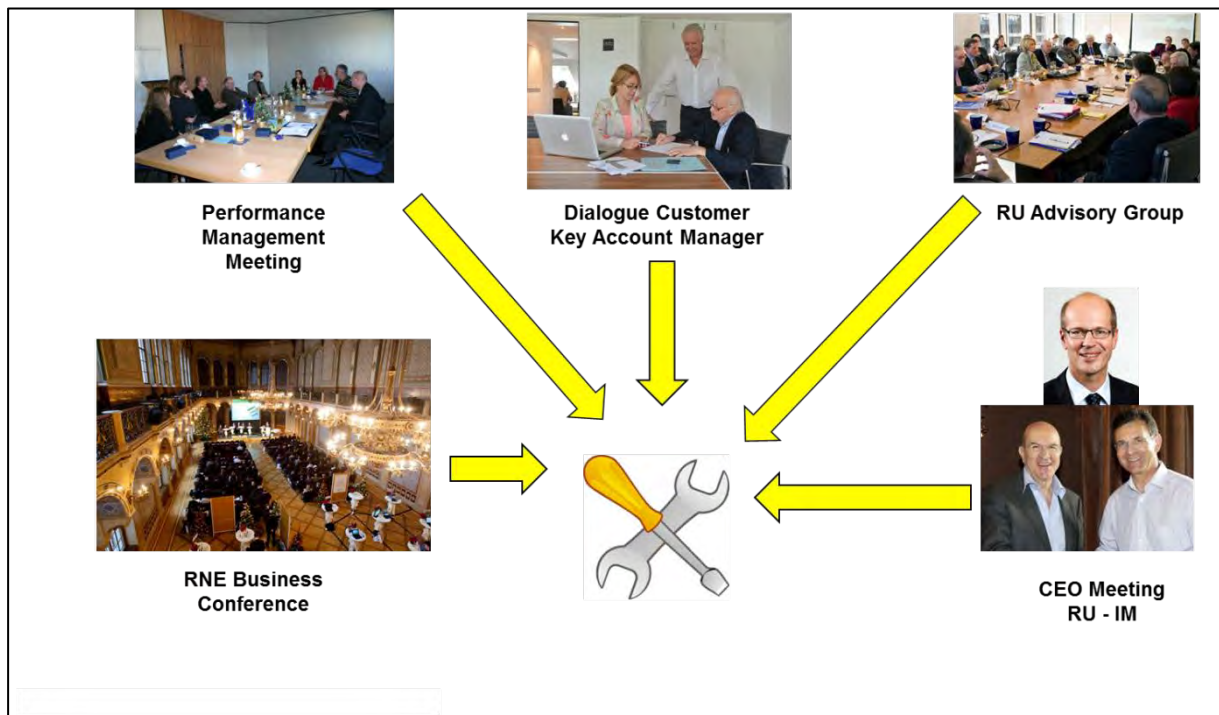 Performance
Management
Meeting
Dialogue Customer
Key Account Manager
RU Advisory Group
RNE Business
Conference
CEO Meeting
RU - IM